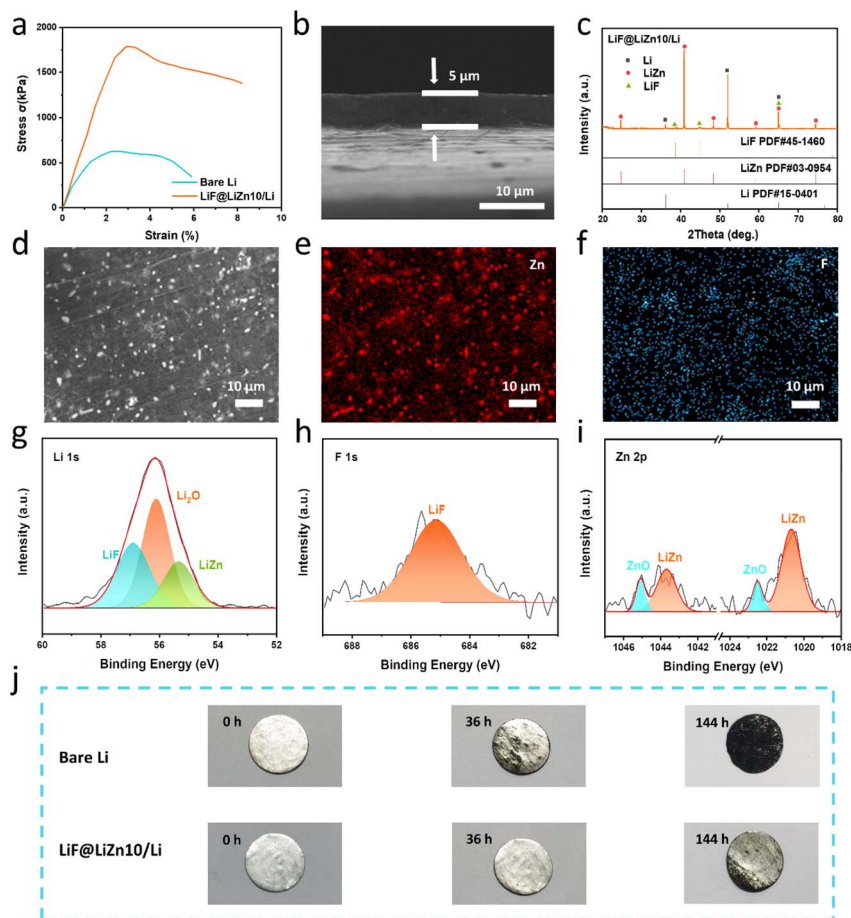 a
Stress σ(kPa)
2000
1750
1500
1250
1000
750
500
250
0
0 2 4 6 8 10
Strain (%)
Bare Li
LiF@LiZn10/Li
b
5 μm
10 μm
c
Intensity (a.u.)
LiF@LiZn10/Li
Li
LiZn
LiF
LiF PDF#45-1460
LiZn PDF#03-0954
Li PDF#15-0401
20 30 40 50 60 70 80
2Theta (deg.)
d
10 μm
e
Zn
10 μm
f
F
10 μm
g
Li 1s
Intensity (a.u.)
Li₂O
LiF
LiZn
60 58 56 54 52
Binding Energy (eV)
h
F 1s
Intensity (a.u.)
LiF
688 686 684 682
Binding Energy (eV)
i
Zn 2p
Intensity (a.u.)
ZnO
LiZn
ZnO
LiZn
1046 1044 1042 1024 1022 1020 1018
Binding Energy (eV)
j
Bare Li
0 h
36 h
144 h
LiF@LiZn10/Li
0 h
36 h
144 h